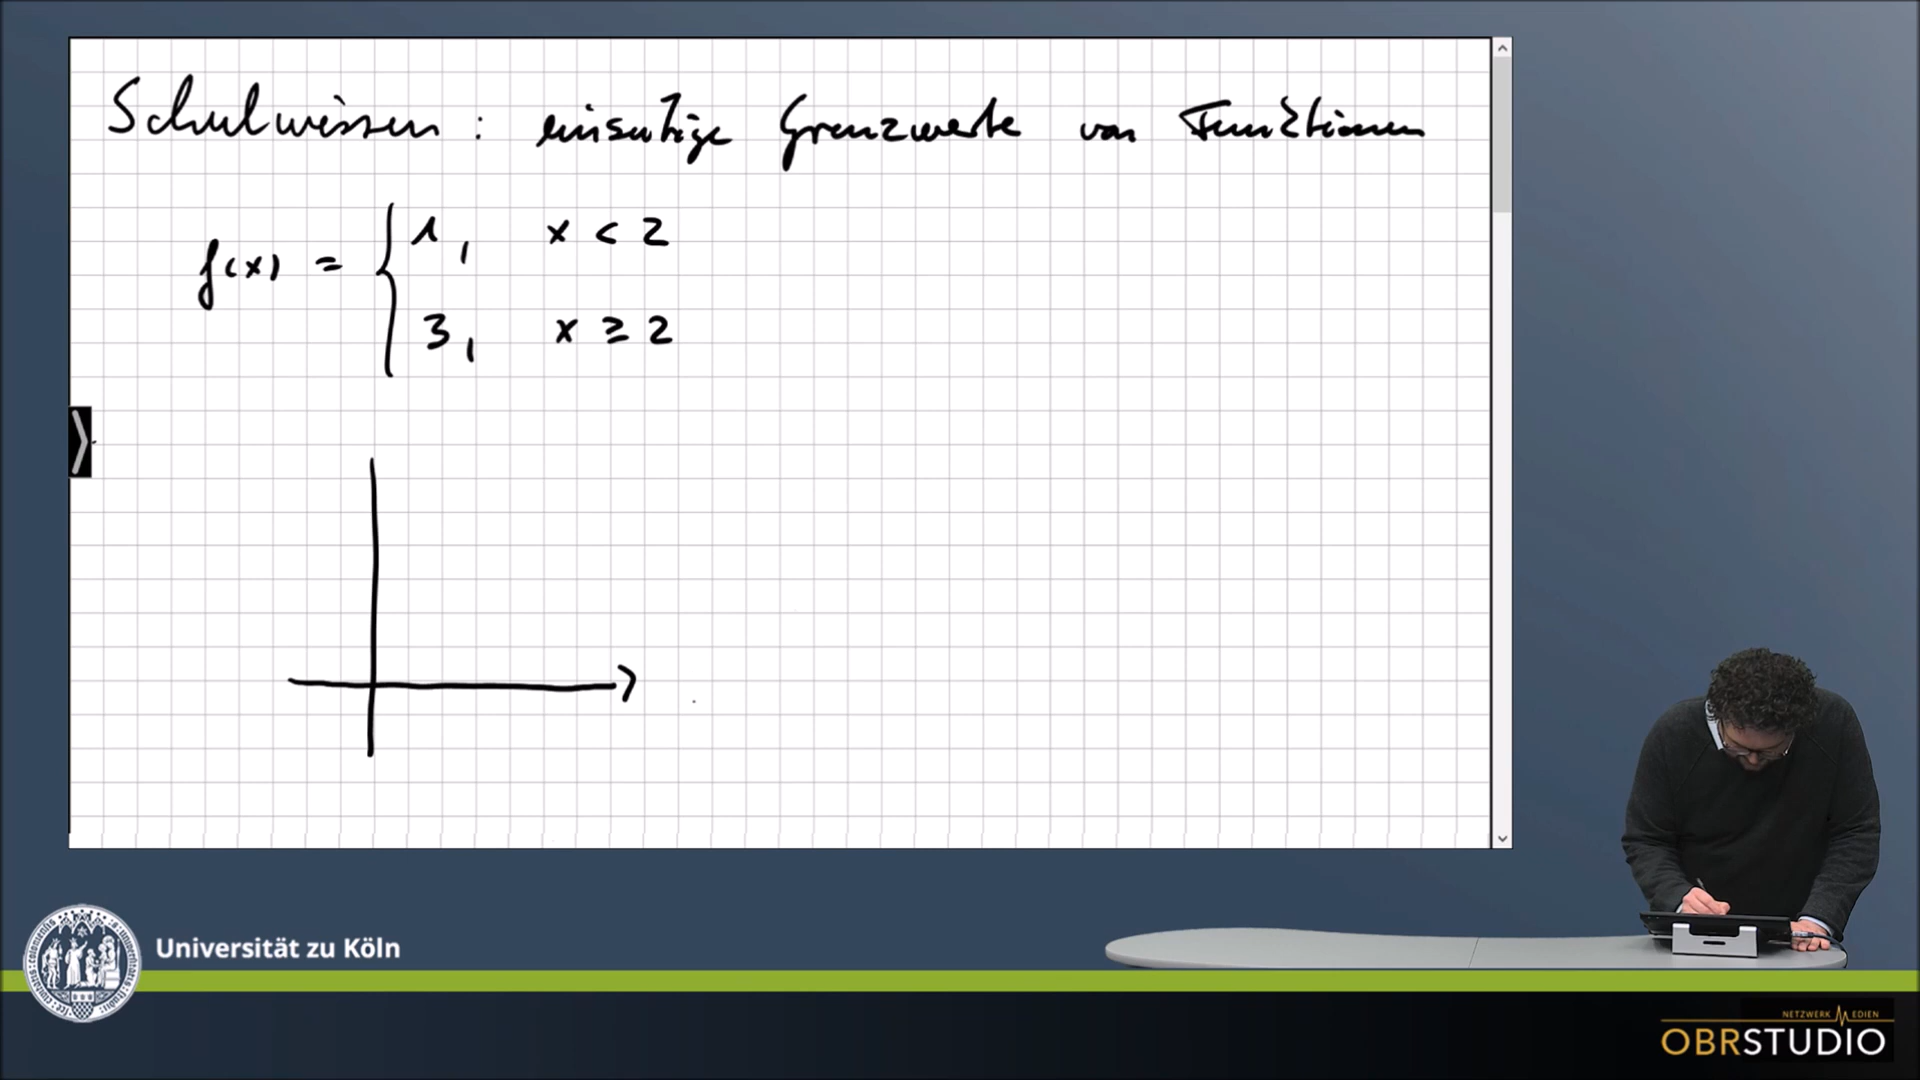 Schulwissen: einseitige Grenzwerte von Funktionen
f(x) = { 1, x < 2
3, x ≥ 2
Universität zu Köln
NETZWERK MEDIEN
OBRSTUDIO